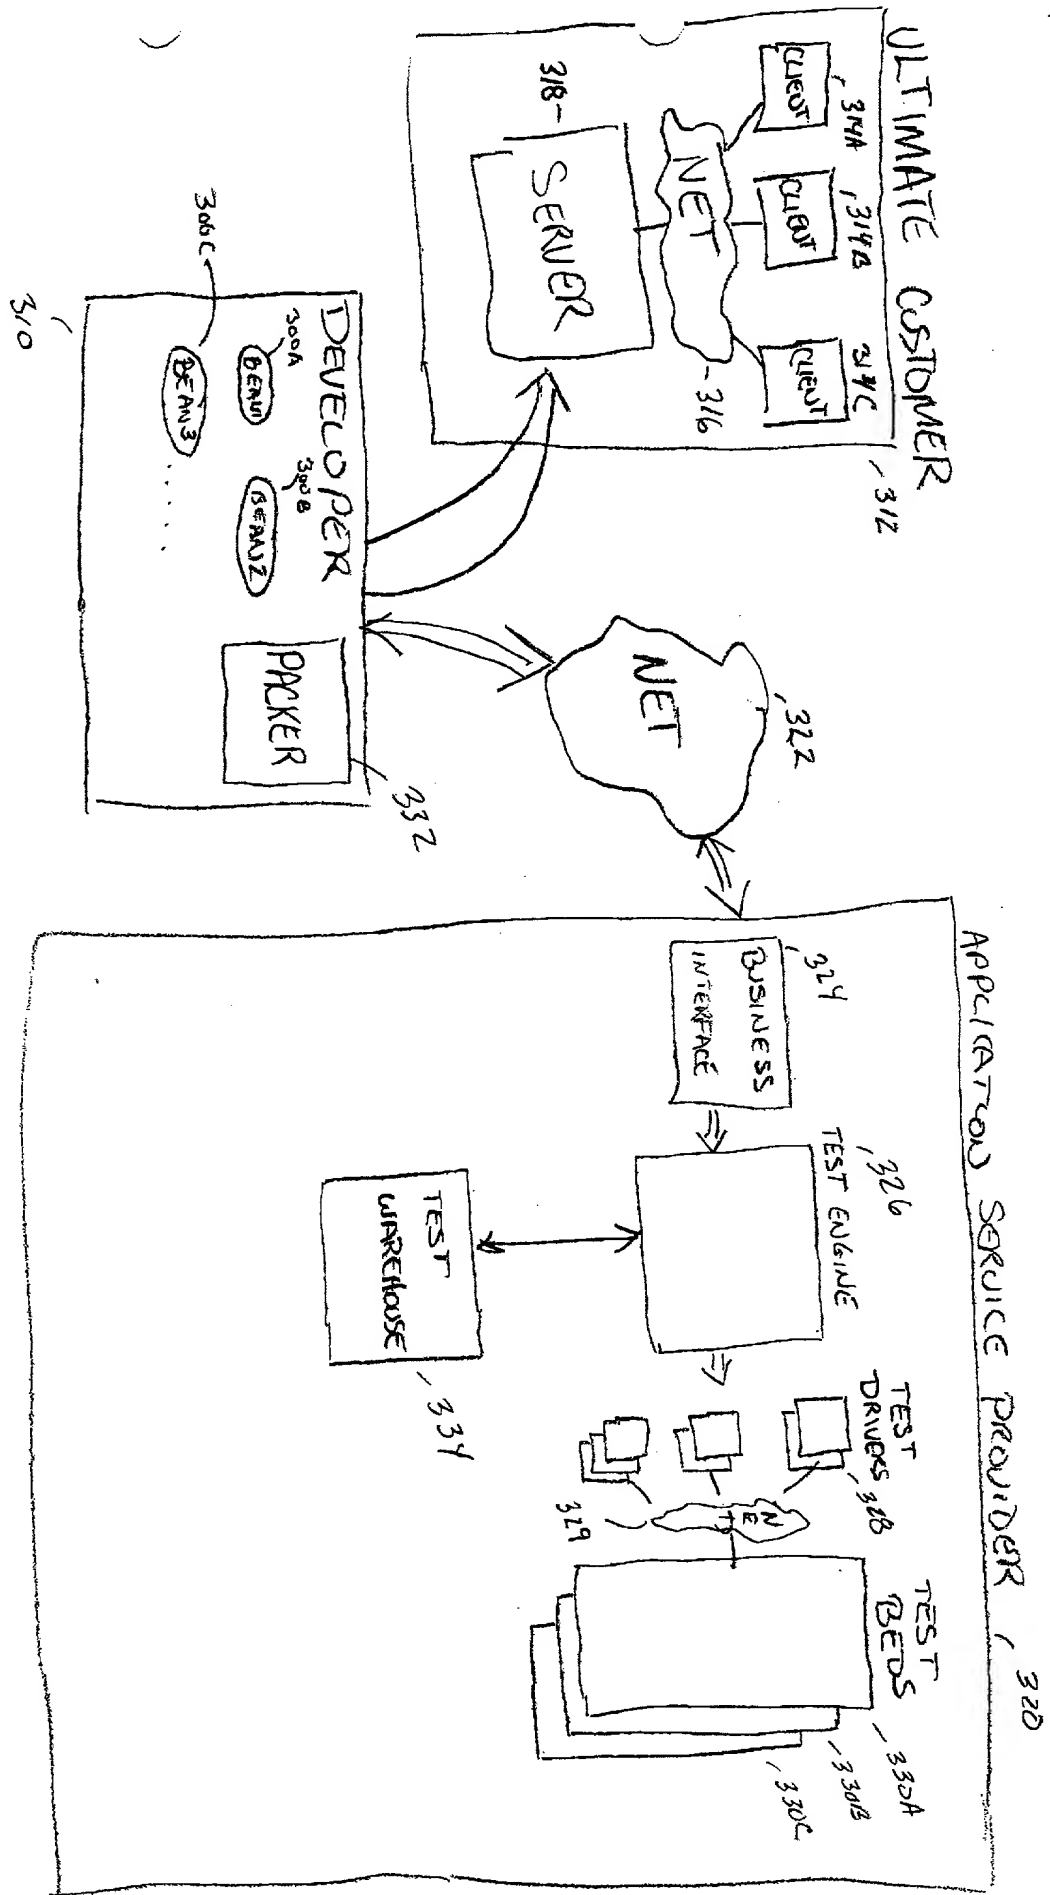 ULTIMATE CUSTOMER
312
CLIENT
314A
CLIENT
314B
CLIENT
314C
NET
316
318
SERVER
DEVELOPER
310
300A
BEAN1
300B
BEAN2
300C
BEAN3
.....
PACKER
332
NET
322
APPLICATION SERVICE PROVIDER
320
324
BUSINESS
INTERFACE
326
TEST ENGINE
TEST
WAREHOUSE
334
TEST
DRIVERS
328
NET
329
TEST
BEDS
330A
330B
330C